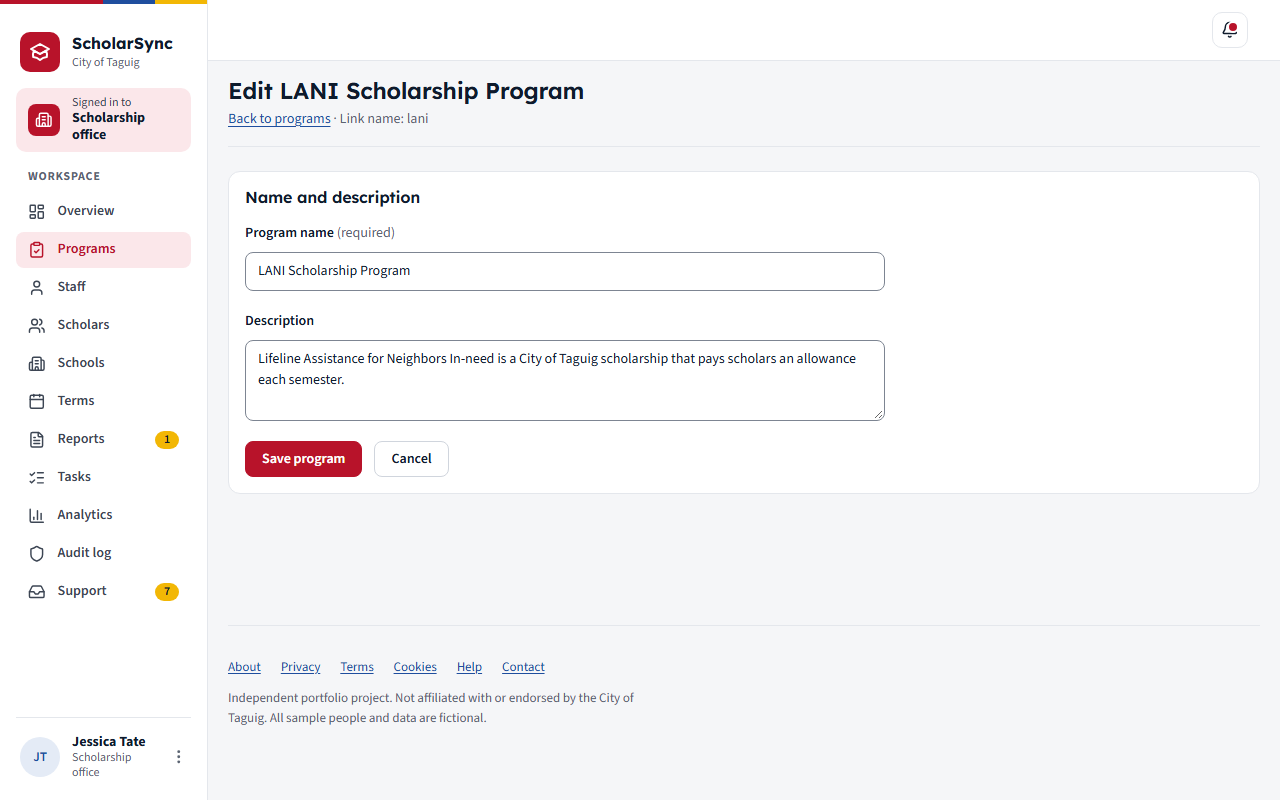 ScholarSync
City of Taguig
Signed in to
Scholarship
office
WORKSPACE
Overview
Programs
Staff
Scholars
Schools
Terms
Reports 1
Tasks
Analytics
Audit log
Support 7
JT
Jessica Tate
Scholarship
office
Edit LANI Scholarship Program
Back to programs · Link name: lani
Name and description
Program name (required)
LANI Scholarship Program
Description
Lifeline Assistance for Neighbors In-need is a City of Taguig scholarship that pays scholars an allowance
each semester.
Save program Cancel
About Privacy Terms Cookies Help Contact
Independent portfolio project. Not affiliated with or endorsed by the City of
Taguig. All sample people and data are fictional.